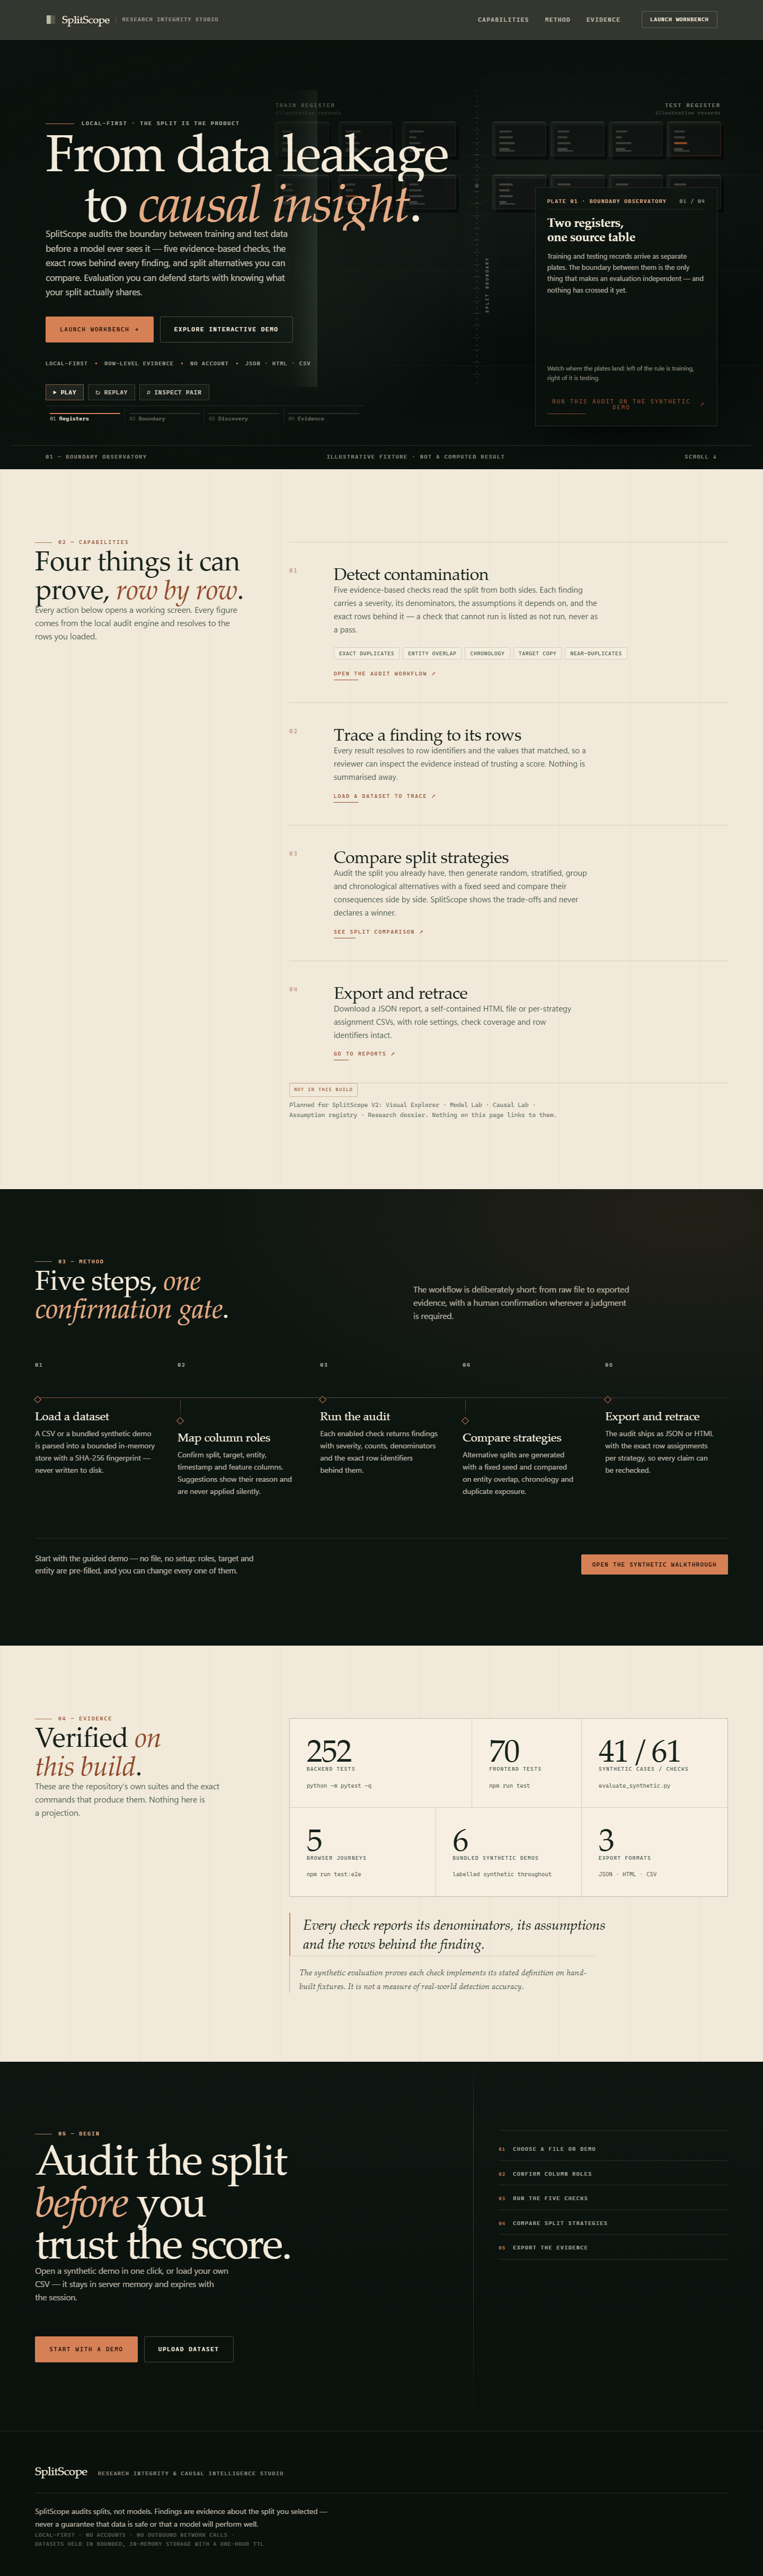 SplitScope
RESEARCH INTEGRITY STUDIO
CAPABILITIES
METHOD
EVIDENCE
LAUNCH WORKBENCH
TRAIN REGISTER
illustrative records
TEST REGISTER
illustrative records
LOCAL-FIRST · THE SPLIT IS THE PRODUCT
From data leakage
to causal insight.
SplitScope audits the boundary between training and test data
before a model ever sees it — five evidence-based checks, the
exact rows behind every finding, and split alternatives you can
compare. Evaluation you can defend starts with knowing what
your split actually shares.
LAUNCH WORKBENCH →
EXPLORE INTERACTIVE DEMO
LOCAL-FIRST • ROW-LEVEL EVIDENCE • NO ACCOUNT • JSON · HTML · CSV
▶ PLAY
↻ REPLAY
⌕ INSPECT PAIR
01 Registers
02 Boundary
03 Discovery
04 Evidence
SPLIT BOUNDARY
PLATE 01 · BOUNDARY OBSERVATORY
01 / 04
Two registers,
one source table
Training and testing records arrive as separate
plates. The boundary between them is the only
thing that makes an evaluation independent — and
nothing has crossed it yet.
Watch where the plates land: left of the rule is training,
right of it is testing.
RUN THIS AUDIT ON THE SYNTHETIC
DEMO ↗
01 — BOUNDARY OBSERVATORY
ILLUSTRATIVE FIXTURE · NOT A COMPUTED RESULT
SCROLL ↓
02 — CAPABILITIES
Four things it can
prove, row by row.
Every action below opens a working screen. Every figure
comes from the local audit engine and resolves to the
rows you loaded.
01
Detect contamination
Five evidence-based checks read the split from both sides. Each finding
carries a severity, its denominators, the assumptions it depends on, and the
exact rows behind it — a check that cannot run is listed as not run, never as
a pass.
EXACT DUPLICATES
ENTITY OVERLAP
CHRONOLOGY
TARGET COPY
NEAR-DUPLICATES
OPEN THE AUDIT WORKFLOW ↗
02
Trace a finding to its rows
Every result resolves to row identifiers and the values that matched, so a
reviewer can inspect the evidence instead of trusting a score. Nothing is
summarised away.
LOAD A DATASET TO TRACE ↗
03
Compare split strategies
Audit the split you already have, then generate random, stratified, group
and chronological alternatives with a fixed seed and compare their
consequences side by side. SplitScope shows the trade-offs and never
declares a winner.
SEE SPLIT COMPARISON ↗
04
Export and retrace
Download a JSON report, a self-contained HTML file or per-strategy
assignment CSVs, with role settings, check coverage and row
identifiers intact.
GO TO REPORTS ↗
NOT IN THIS BUILD
Planned for SplitScope V2: Visual Explorer · Model Lab · Causal Lab ·
Assumption registry · Research dossier. Nothing on this page links to them.
03 — METHOD
Five steps, one
confirmation gate.
The workflow is deliberately short: from raw file to exported
evidence, with a human confirmation wherever a judgment
is required.
01
Load a dataset
A CSV or a bundled synthetic demo
is parsed into a bounded in-memory
store with a SHA-256 fingerprint —
never written to disk.
02
Map column roles
Confirm split, target, entity,
timestamp and feature columns.
Suggestions show their reason and
are never applied silently.
03
Run the audit
Each enabled check returns findings
with severity, counts, denominators
and the exact row identifiers
behind them.
04
Compare strategies
Alternative splits are generated
with a fixed seed and compared
on entity overlap, chronology and
duplicate exposure.
05
Export and retrace
The audit ships as JSON or HTML
with the exact row assignments
per strategy, so every claim can
be rechecked.
Start with the guided demo — no file, no setup: roles, target and
entity are pre-filled, and you can change every one of them.
OPEN THE SYNTHETIC WALKTHROUGH
04 — EVIDENCE
Verified on
this build.
These are the repository's own suites and the exact
commands that produce them. Nothing here is
a projection.
252
BACKEND TESTS
python -m pytest -q
70
FRONTEND TESTS
npm run test
41 / 61
SYNTHETIC CASES / CHECKS
evaluate_synthetic.py
5
BROWSER JOURNEYS
npm run test:e2e
6
BUNDLED SYNTHETIC DEMOS
labelled synthetic throughout
3
EXPORT FORMATS
JSON · HTML · CSV
Every check reports its denominators, its assumptions
and the rows behind the finding.
The synthetic evaluation proves each check implements its stated definition on hand-
built fixtures. It is not a measure of real-world detection accuracy.
05 — BEGIN
Audit the split
before you
trust the score.
Open a synthetic demo in one click, or load your own
CSV — it stays in server memory and expires with
the session.
START WITH A DEMO
UPLOAD DATASET
01 CHOOSE A FILE OR DEMO
02 CONFIRM COLUMN ROLES
03 RUN THE FIVE CHECKS
04 COMPARE SPLIT STRATEGIES
05 EXPORT THE EVIDENCE
SplitScope
RESEARCH INTEGRITY & CAUSAL INTELLIGENCE STUDIO
SplitScope audits splits, not models. Findings are evidence about the split you selected —
never a guarantee that data is safe or that a model will perform well.
LOCAL-FIRST · NO ACCOUNTS · NO OUTBOUND NETWORK CALLS ·
DATASETS HELD IN BOUNDED, IN-MEMORY STORAGE WITH A ONE-HOUR TTL